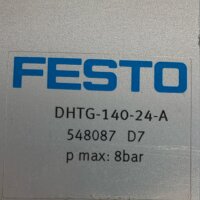 FESTO
DHTG-140-24-A
548087 D7
p max: 8bar